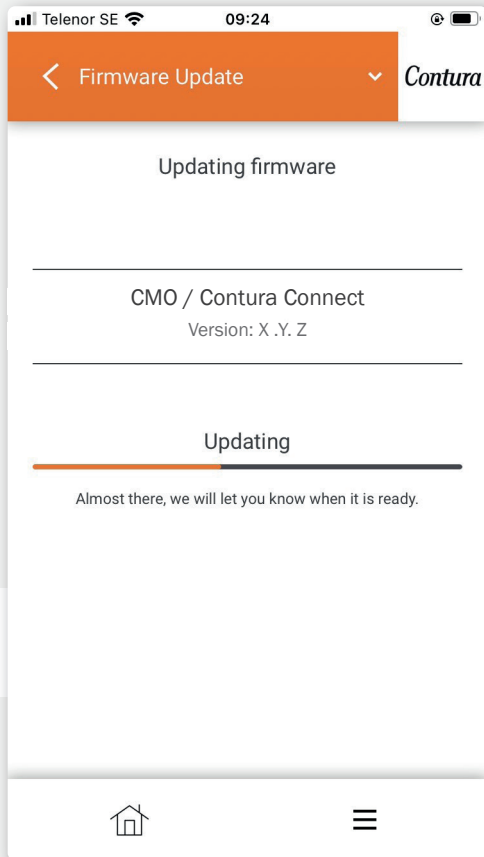 Telenor SE 09:24
Firmware Update
Contura
Updating firmware
CMO / Contura Connect
Version: X .Y. Z
Updating
Almost there, we will let you know when it is ready.